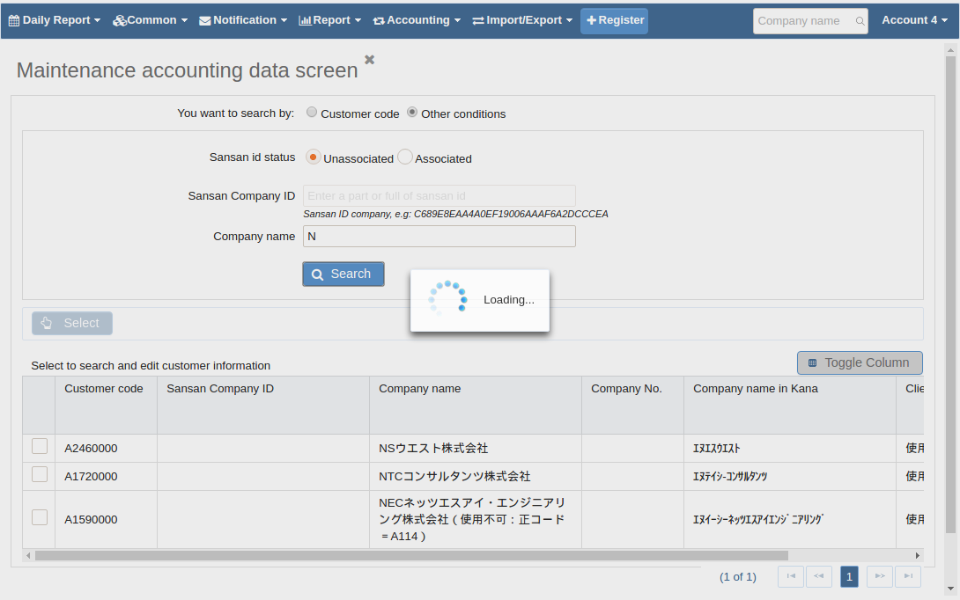 Daily Report Common Notification Report Accounting Import/Export Register Company name Account 4
Maintenance accounting data screen
You want to search by: Customer code Other conditions
Sansan id status Unassociated Associated
Sansan Company ID Enter a part or full of sansan id
Sansan ID company, e.g: C689E8EAA4A0EF19006AAAF6A2DCCCEA
Company name N
Search
Loading...
Select
Select to search and edit customer information Toggle Column
Customer code Sansan Company ID Company name Company No. Company name in Kana Clie
A2460000 NSウエスト株式会社 ｴﾇｴｽｳｴｽﾄ 使用
A1720000 NTCコンサルタンツ株式会社 ｴﾇﾃｲｼ-ｺﾝｻﾙﾀﾝﾂ 使用
NECネッツエスアイ・エンジニアリ
A1590000 ング株式会社（使用不可：正コード ｴﾇｲｰｼｰﾈｯﾂｴｽｱｲｴﾝｼﾞﾆｱﾘﾝｸﾞ 使用
＝A114）
(1 of 1) 1